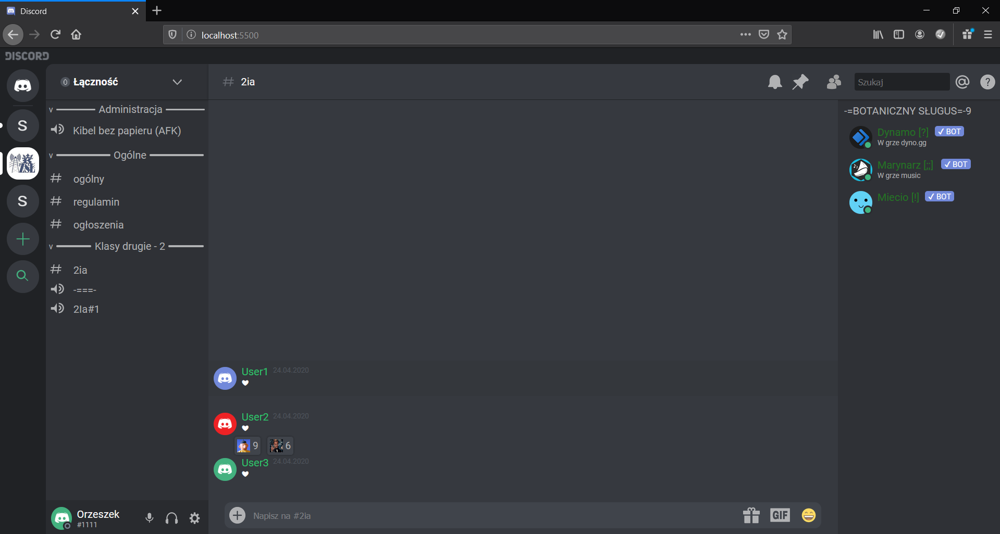 Discord
localhost:5500
DISCORD
0 Łączność
# 2ia
Szukaj
v Administracja
Kibel bez papieru (AFK)
v Ogólne
# ogólny
# regulamin
# ogłoszenia
v Klasy drugie - 2
# 2ia
-===-
2Ia#1
S
ZSŁ
S
User1 24.04.2020
User2 24.04.2020
9 6
User3 24.04.2020
-=BOTANICZNY SŁUGUS=-9
Dynamo [?] ✓ BOT
W grze dyno.gg
Marynarz [;;] ✓ BOT
W grze music
Miecio [!] ✓ BOT
Orzeszek
#1111
Napisz na #2ia
GIF